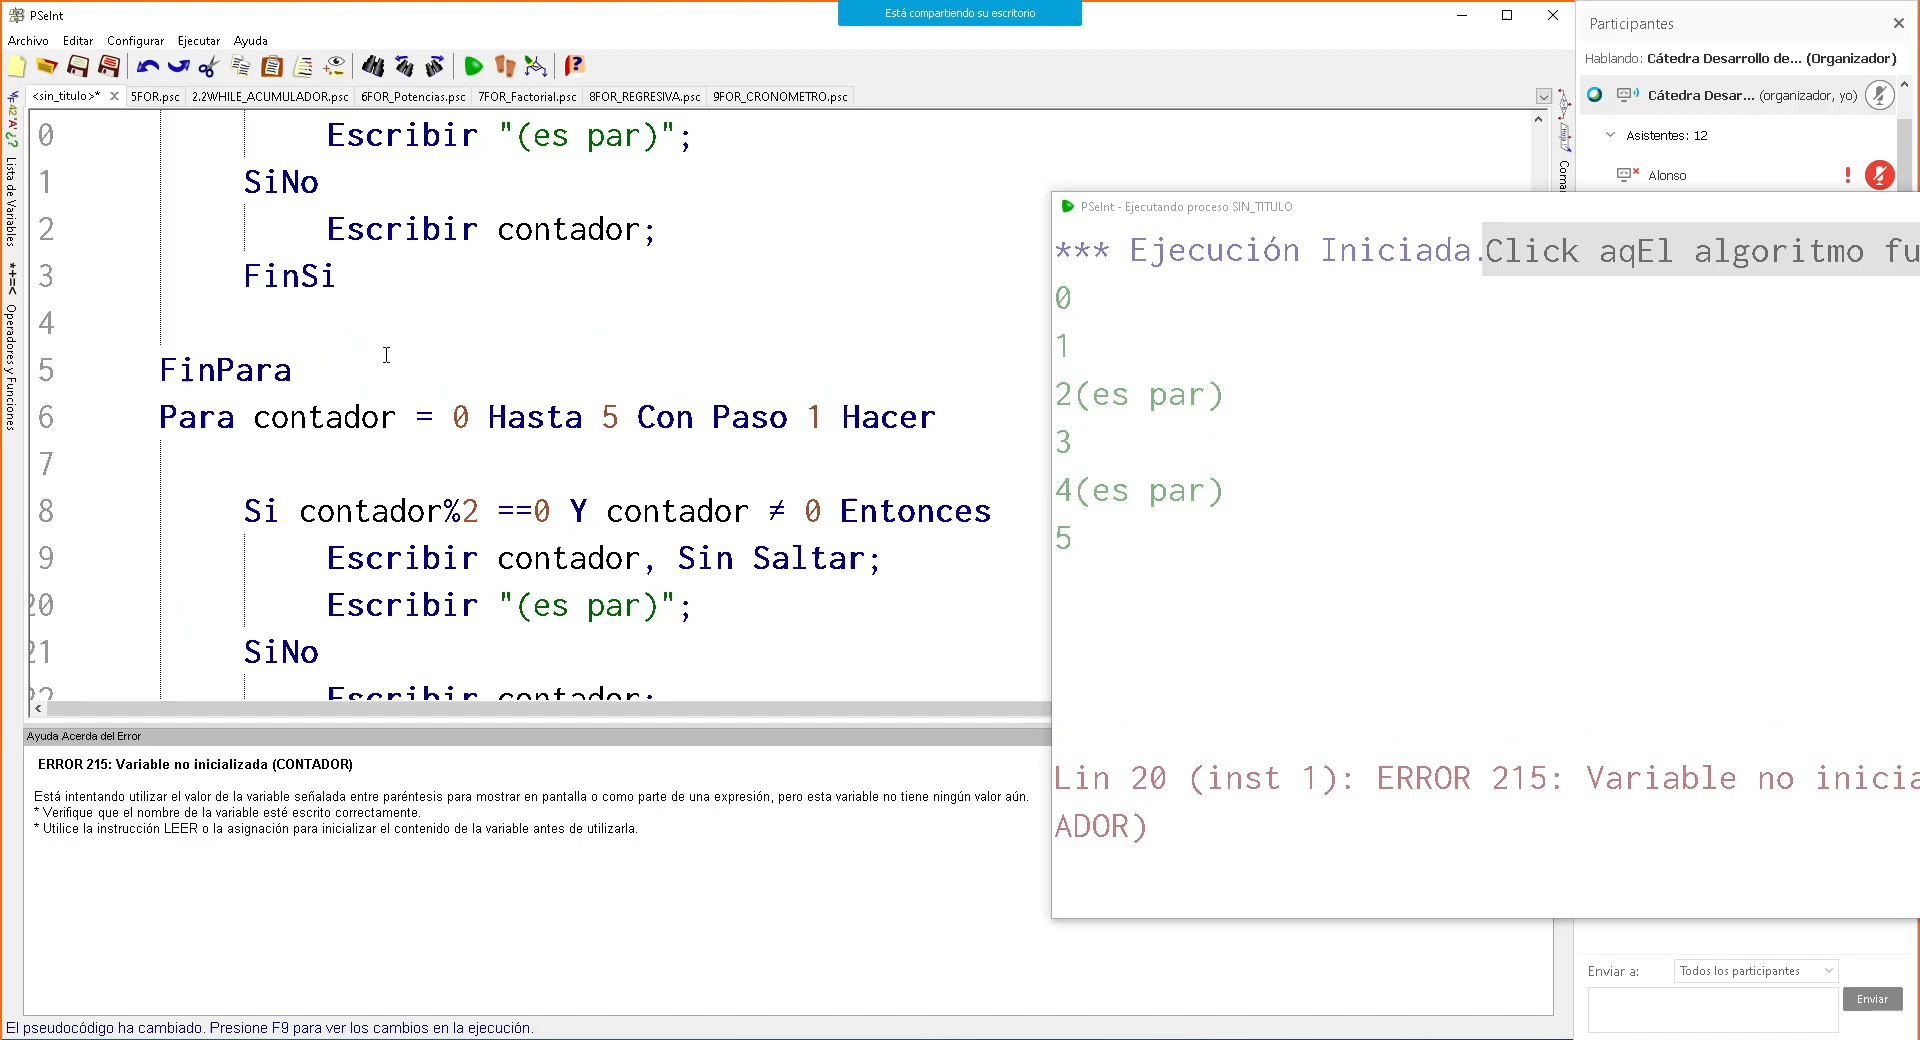 PSeInt
Está compartiendo su escritorio
Archivo Editar Configurar Ejecutar Ayuda
<sin_titulo>* 5FOR.psc 2.2WHILE_ACUMULADOR.psc 6FOR_Potencias.psc 7FOR_Factorial.psc 8FOR_REGRESIVA.psc 9FOR_CRONOMETRO.psc
Lista de Variables
Operadores y Funciones
0 Escribir "(es par)";
1 SiNo
2 Escribir contador;
3 FinSi
4
5 FinPara
6 Para contador = 0 Hasta 5 Con Paso 1 Hacer
7
8 Si contador%2 ==0 Y contador ≠ 0 Entonces
9 Escribir contador, Sin Saltar;
20 Escribir "(es par)";
21 SiNo
22 Escribir contador;
Ayuda Acerda del Error
ERROR 215: Variable no inicializada (CONTADOR)
Está intentando utilizar el valor de la variable señalada entre paréntesis para mostrar en pantalla o como parte de una expresión, pero esta variable no tiene ningún valor aún.
* Verifique que el nombre de la variable esté escrito correctamente.
* Utilice la instrucción LEER o la asignación para inicializar el contenido de la variable antes de utilizarla.
El pseudocódigo ha cambiado. Presione F9 para ver los cambios en la ejecución.
PSeInt - Ejecutando proceso SIN_TITULO
*** Ejecución Iniciada. Click aqEl algoritmo fu
0
1
2(es par)
3
4(es par)
5
Lin 20 (inst 1): ERROR 215: Variable no inicia
ADOR)
Participantes
Hablando: Cátedra Desarrollo de... (Organizador)
Cátedra Desar... (organizador, yo)
Asistentes: 12
Alonso
Enviar a: Todos los participantes
Enviar